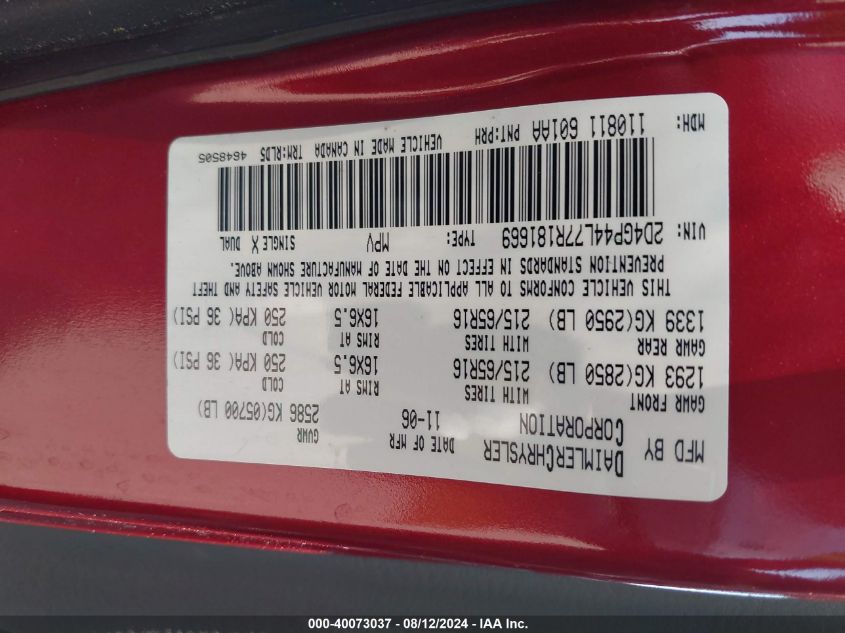 MFD BY DAIMLERCHRYSLER CORPORATION
DATE OF MFR 11-06
GVWR 2586 KG(05700 LB)
GAWR FRONT WITH TIRES RIMS AT COLD
1293 KG(2850 LB) 215/65R16 16X6.5 250 KPA(36 PSI)
GAWR REAR WITH TIRES RIMS AT COLD
1339 KG(2950 LB) 215/65R16 16X6.5 250 KPA(36 PSI)
THIS VEHICLE CONFORMS TO ALL APPLICABLE FEDERAL MOTOR VEHICLE SAFETY AND THEFT
PREVENTION STANDARDS IN EFFECT ON THE DATE OF MANUFACTURE SHOWN ABOVE.
VIN: 2D4GP44L77R181669 TYPE: MPV SINGLE X DUAL
MDH: 110811 601AA PNT:PRH VEHICLE MADE IN CANADA TRM:RLD5 4648505
000-40073037 - 08/12/2024 - IAA Inc.